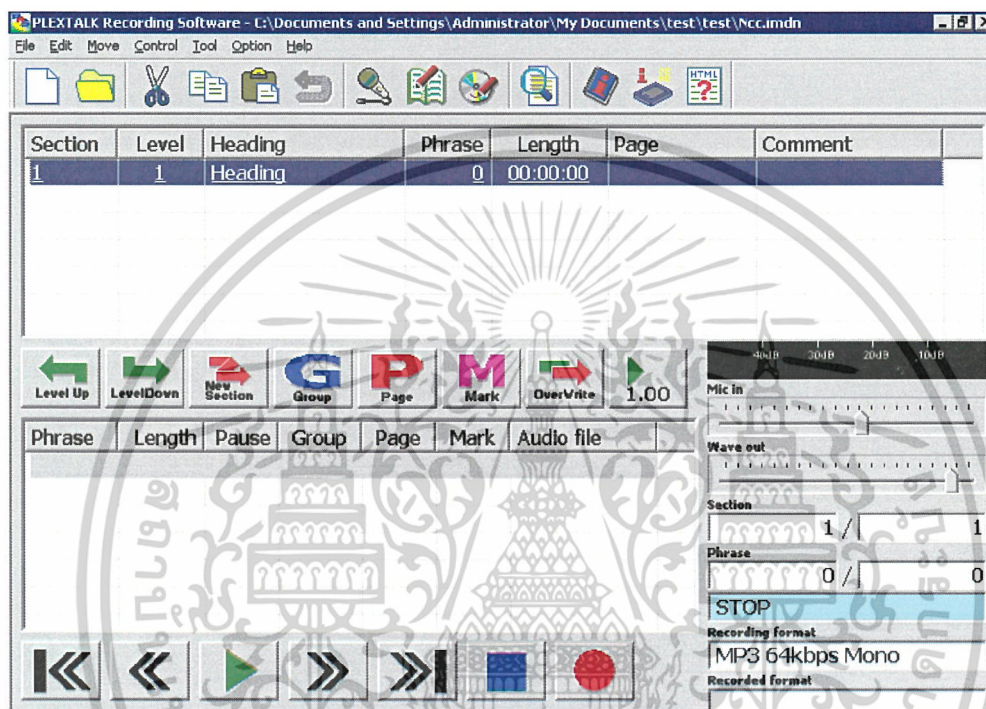 PLEXTALK Recording Software - C:\Documents and Settings\Administrator\My Documents\test\test\Ncc.imdn
File Edit Move Control Tool Option Help
HTML
Section Level Heading Phrase Length Page Comment
1 1 Heading 0 00:00:00
Level Up LevelDown New Section Group Page Mark OverWrite 1.00
40dB 30dB 20dB 10dB
Mic in
Wave out
Phrase Length Pause Group Page Mark Audio file
Section
1 / 1
Phrase
0 / 0
STOP
Recording format
MP3 64kbps Mono
Recorded format